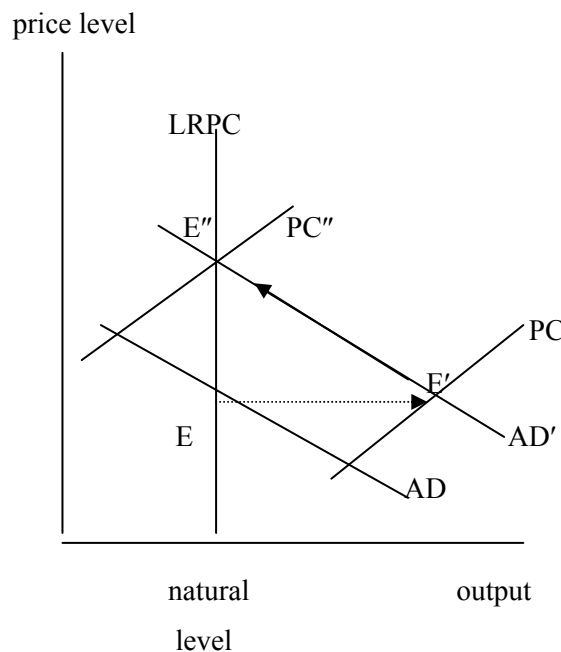 price level
LRPC
E″
PC″
PC
E′
AD′
E
AD
natural
output
level